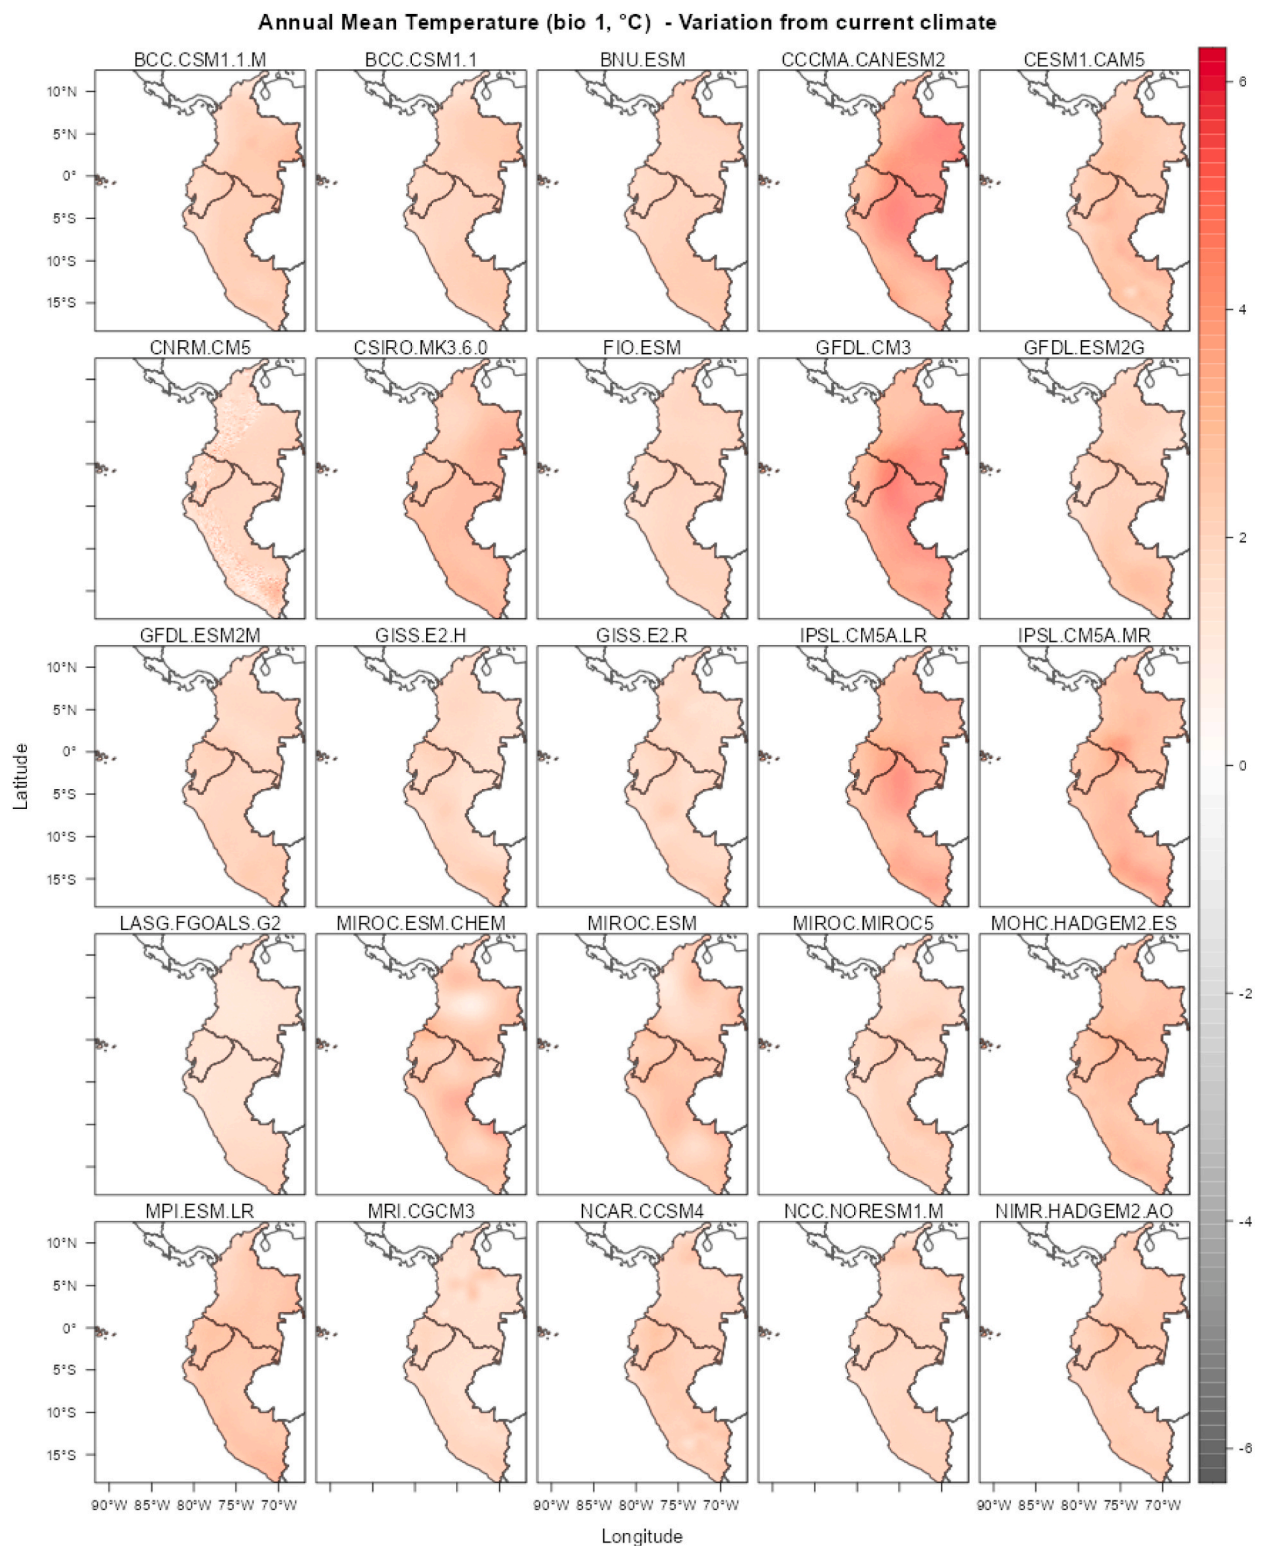 Annual Mean Temperature (bio 1, °C) - Variation from current climate
BCC.CSM1.1.M BCC.CSM1.1 BNU.ESM CCCMA.CANESM2 CESM1.CAM5
10°N
5°N
0°
5°S
10°S
15°S
CNRM.CM5 CSIRO.MK3.6.0 FIO.ESM GFDL.CM3 GFDL.ESM2G
GFDL.ESM2M GISS.E2.H GISS.E2.R IPSL.CM5A.LR IPSL.CM5A.MR
10°N
5°N
0°
5°S
10°S
15°S
Latitude
LASG.FGOALS.G2 MIROC.ESM.CHEM MIROC.ESM MIROC.MIROC5 MOHC.HADGEM2.ES
MPI.ESM.LR MRI.CGCM3 NCAR.CCSM4 NCC.NORESM1.M NIMR.HADGEM2.AO
10°N
5°N
0°
5°S
10°S
15°S
90°W 85°W 80°W 75°W 70°W 90°W 85°W 80°W 75°W 70°W 90°W 85°W 80°W 75°W 70°W
Longitude
6
4
2
0
-2
-4
-6